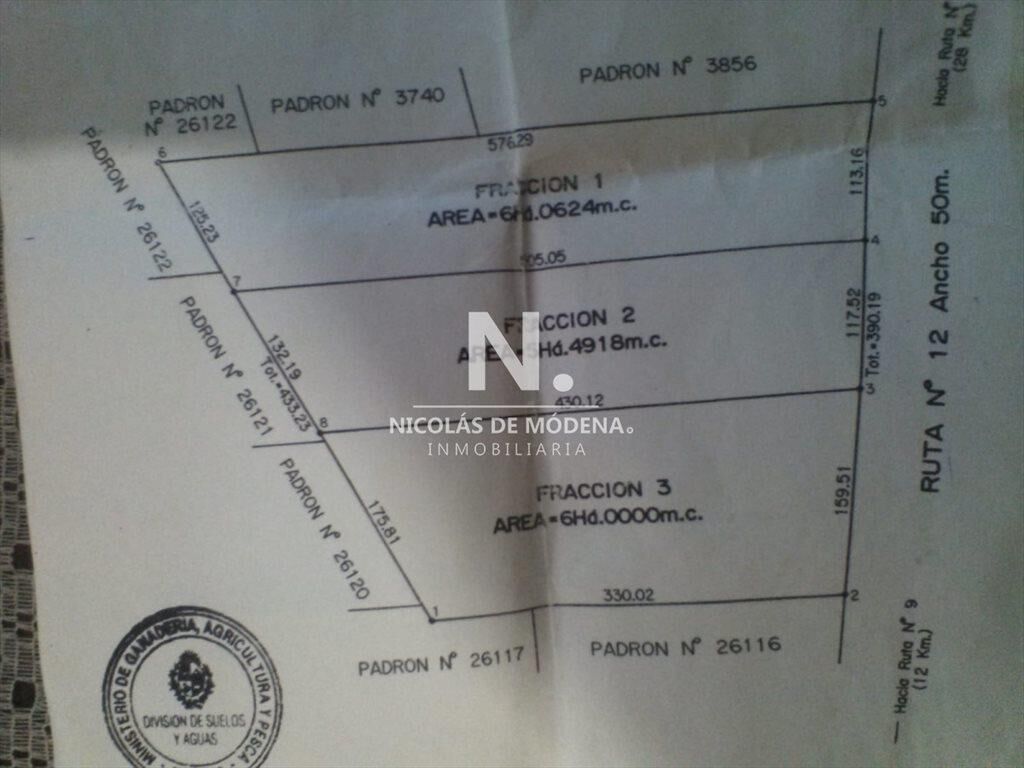 PADRON
Nº 26122
PADRON Nº 3740
PADRON Nº 3856
Hacia Ruta Nº
(28 Km.)
6
576.29
5
PADRON Nº 26122
125.23
FRACCION 1
AREA=6Há.0624m.c.
113.16
7
505.05
4
PADRON Nº 26121
132.19
Tot.=433.23
FRACCION 2
AREA=5Há.4918m.c.
117.52
Tot.=390.19
RUTA Nº 12 Ancho 50m.
N.
NICOLÁS DE MÓDENA
INMOBILIARIA
8
430.12
3
PADRON Nº 26120
175.81
FRACCION 3
AREA=6Há.0000m.c.
159.51
1
330.02
2
PADRON Nº 26117
PADRON Nº 26116
Hacia Ruta Nº 9
(12 Km.)
MINISTERIO DE GANADERIA, AGRICULTURA Y PESCA
DIVISION DE SUELOS
Y AGUAS